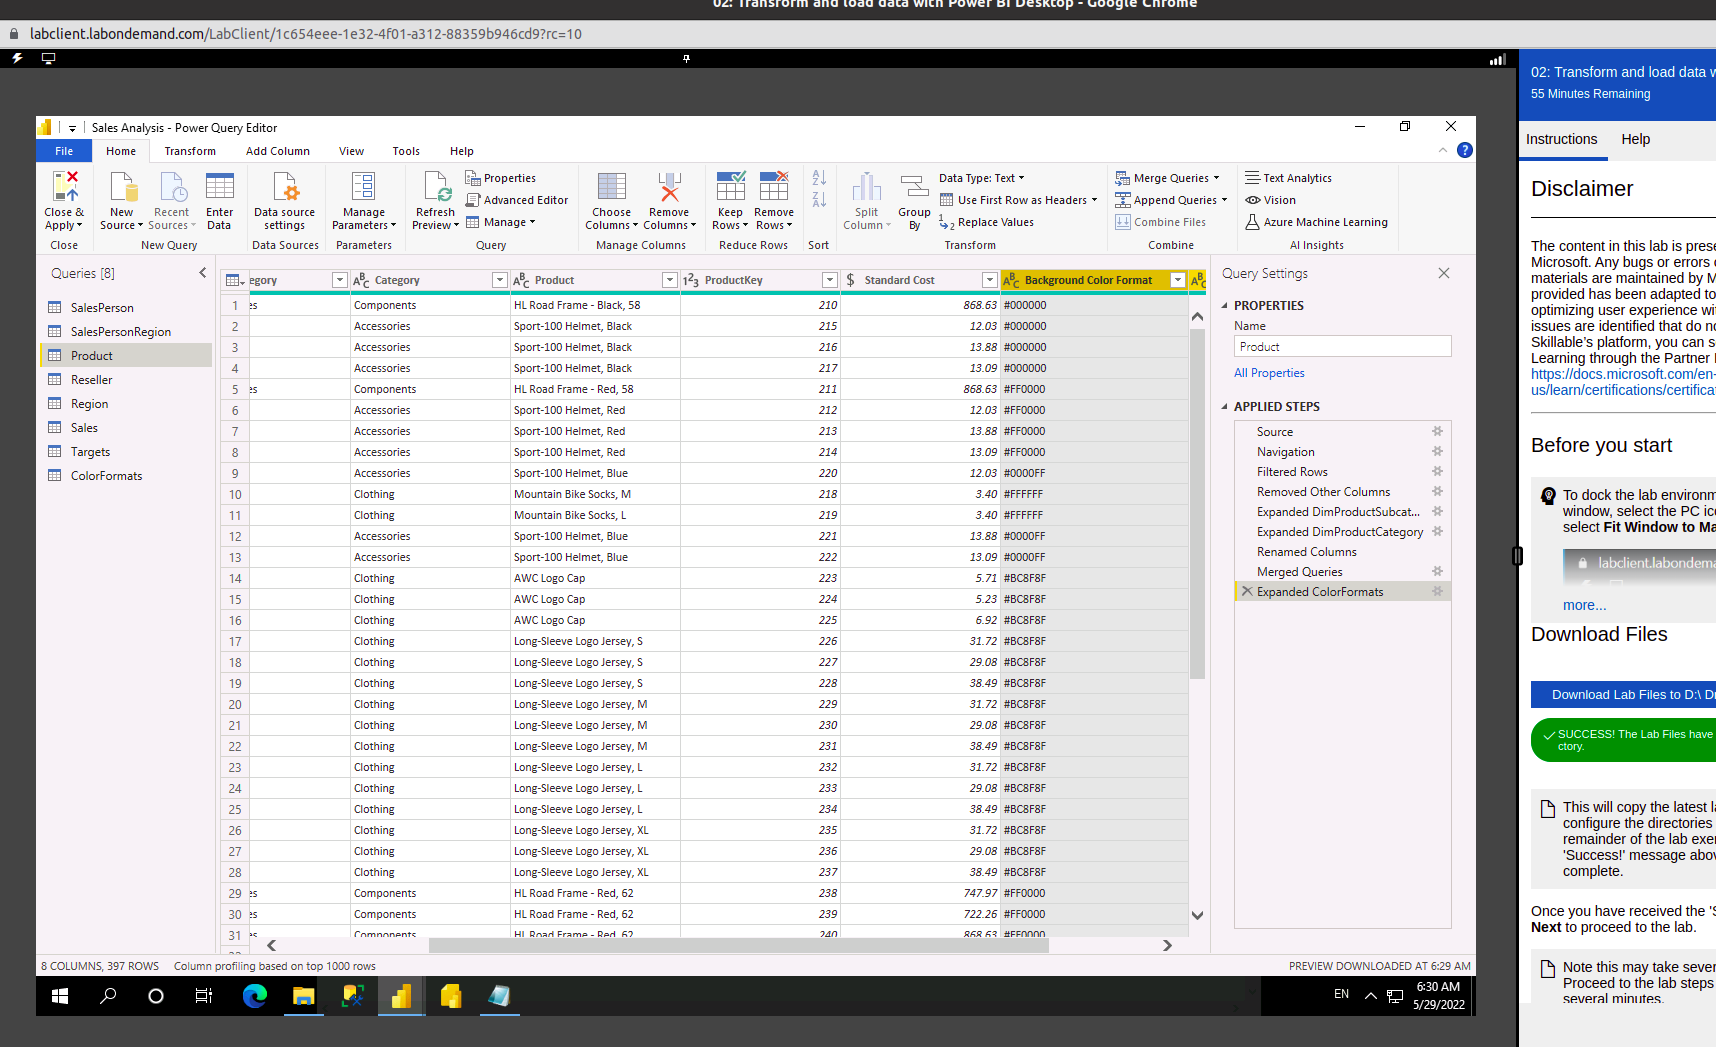 02: Transform and load data with Power BI Desktop - Google Chrome
labclient.labondemand.com/LabClient/1c654eee-1e32-4f01-a312-88359b946cd9?rc=10
Sales Analysis - Power Query Editor
File Home Transform Add Column View Tools Help
Close & Apply
Close
New Source
Recent Sources
Enter Data
New Query
Data source settings
Data Sources
Manage Parameters
Parameters
Refresh Preview
Properties
Advanced Editor
Manage
Query
Choose Columns
Remove Columns
Manage Columns
Keep Rows
Remove Rows
Reduce Rows
Sort
Split Column
Group By
Data Type: Text
Use First Row as Headers
Replace Values
Transform
Merge Queries
Append Queries
Combine Files
Combine
Text Analytics
Vision
Azure Machine Learning
AI Insights
Queries [8]
SalesPerson
SalesPersonRegion
Product
Reseller
Region
Sales
Targets
ColorFormats
egory Category Product ProductKey Standard Cost Background Color Format
1 es Components HL Road Frame - Black, 58 210 868.63 #000000
2 Accessories Sport-100 Helmet, Black 215 12.03 #000000
3 Accessories Sport-100 Helmet, Black 216 13.88 #000000
4 Accessories Sport-100 Helmet, Black 217 13.09 #000000
5 es Components HL Road Frame - Red, 58 211 868.63 #FF0000
6 Accessories Sport-100 Helmet, Red 212 12.03 #FF0000
7 Accessories Sport-100 Helmet, Red 213 13.88 #FF0000
8 Accessories Sport-100 Helmet, Red 214 13.09 #FF0000
9 Accessories Sport-100 Helmet, Blue 220 12.03 #0000FF
10 Clothing Mountain Bike Socks, M 218 3.40 #FFFFFF
11 Clothing Mountain Bike Socks, L 219 3.40 #FFFFFF
12 Accessories Sport-100 Helmet, Blue 221 13.88 #0000FF
13 Accessories Sport-100 Helmet, Blue 222 13.09 #0000FF
14 Clothing AWC Logo Cap 223 5.71 #BC8F8F
15 Clothing AWC Logo Cap 224 5.23 #BC8F8F
16 Clothing AWC Logo Cap 225 6.92 #BC8F8F
17 Clothing Long-Sleeve Logo Jersey, S 226 31.72 #BC8F8F
18 Clothing Long-Sleeve Logo Jersey, S 227 29.08 #BC8F8F
19 Clothing Long-Sleeve Logo Jersey, S 228 38.49 #BC8F8F
20 Clothing Long-Sleeve Logo Jersey, M 229 31.72 #BC8F8F
21 Clothing Long-Sleeve Logo Jersey, M 230 29.08 #BC8F8F
22 Clothing Long-Sleeve Logo Jersey, M 231 38.49 #BC8F8F
23 Clothing Long-Sleeve Logo Jersey, L 232 31.72 #BC8F8F
24 Clothing Long-Sleeve Logo Jersey, L 233 29.08 #BC8F8F
25 Clothing Long-Sleeve Logo Jersey, L 234 38.49 #BC8F8F
26 Clothing Long-Sleeve Logo Jersey, XL 235 31.72 #BC8F8F
27 Clothing Long-Sleeve Logo Jersey, XL 236 29.08 #BC8F8F
28 Clothing Long-Sleeve Logo Jersey, XL 237 38.49 #BC8F8F
29 es Components HL Road Frame - Red, 62 238 747.97 #FF0000
30 es Components HL Road Frame - Red, 62 239 722.26 #FF0000
31 es Components HL Road Frame - Red, 62 240 868.63 #FF0000
Query Settings
PROPERTIES
Name
Product
All Properties
APPLIED STEPS
Source
Navigation
Filtered Rows
Removed Other Columns
Expanded DimProductSubcat...
Expanded DimProductCategory
Renamed Columns
Merged Queries
Expanded ColorFormats
8 COLUMNS, 397 ROWS Column profiling based on top 1000 rows
PREVIEW DOWNLOADED AT 6:29 AM
EN
6:30 AM
5/29/2022
02: Transform and load data w
55 Minutes Remaining
Instructions Help
Disclaimer
The content in this lab is prese
Microsoft. Any bugs or errors
materials are maintained by M
provided has been adapted to
optimizing user experience wi
issues are identified that do no
Skillable's platform, you can s
Learning through the Partner
https://docs.microsoft.com/en-
us/learn/certifications/certifica
Before you start
To dock the lab environm
window, select the PC ico
select Fit Window to Ma
labclient.labondema
more...
Download Files
Download Lab Files to D:\ D
SUCCESS! The Lab Files have
ctory.
This will copy the latest l
configure the directories
remainder of the lab exer
'Success!' message abov
complete.
Once you have received the 'S
Next to proceed to the lab.
Note this may take sever
Proceed to the lab steps
several minutes.